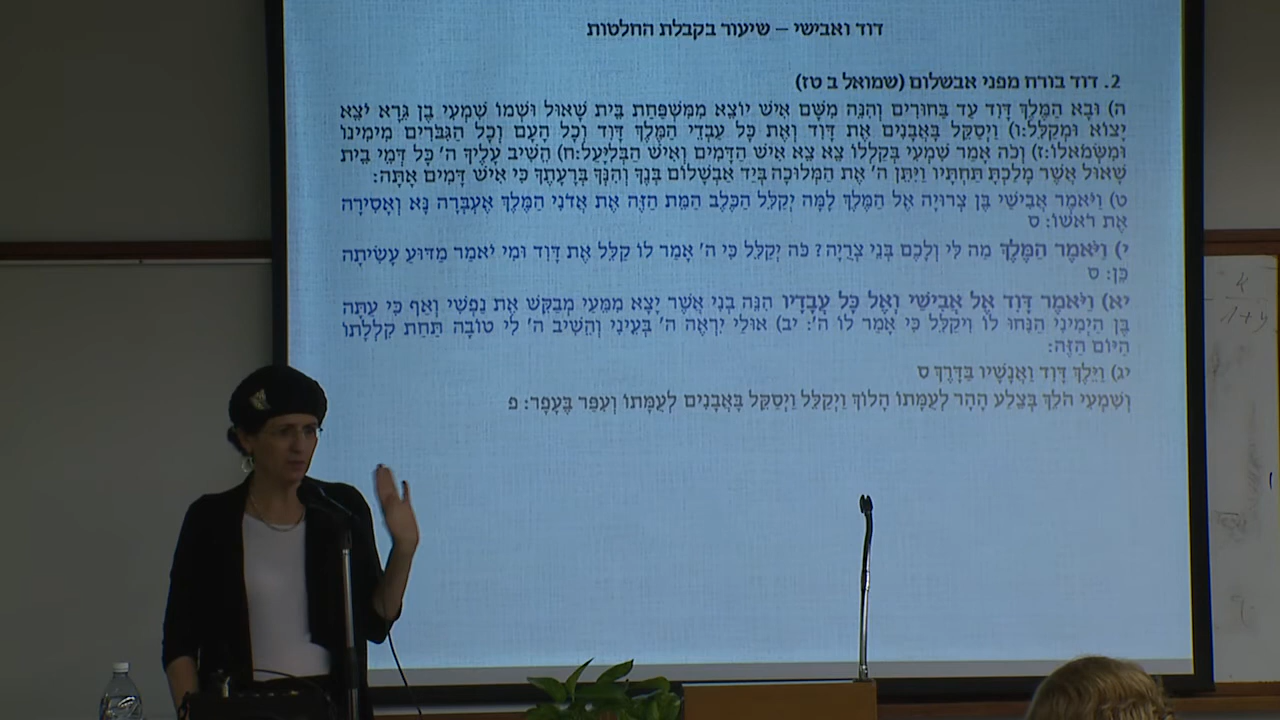 דוד ואבישי – שיעור בקבלת החלטות
2. דוד בורח מפני אבשלום (שמואל ב טז)
ה) וּבָא הַמֶּלֶךְ דָּוִד עַד בַּחוּרִים וְהִנֵּה מִשָּׁם אִישׁ יוֹצֵא מִמִּשְׁפַּחַת בֵּית שָׁאוּל וּשְׁמוֹ שִׁמְעִי בֶן גֵּרָא יֹצֵא
יָצוֹא וּמְקַלֵּל:ו) וַיְסַקֵּל בָּאֲבָנִים אֶת דָּוִד וְאֶת כָּל עַבְדֵי הַמֶּלֶךְ דָּוִד וְכָל הָעָם וְכָל הַגִּבֹּרִים מִימִינוֹ
וּמִשְּׂמֹאלוֹ:ז) וְכֹה אָמַר שִׁמְעִי בְּקַלְלוֹ צֵא צֵא אִישׁ הַדָּמִים וְאִישׁ הַבְּלִיָּעַל:ח) הֵשִׁיב עָלֶיךָ ה' כֹּל דְּמֵי בֵית
שָׁאוּל אֲשֶׁר מָלַכְתָּ תַּחְתָּיו וַיִּתֵּן ה' אֶת הַמְּלוּכָה בְּיַד אַבְשָׁלוֹם בְּנֶךָ וְהִנְּךָ בְּרָעָתֶךָ כִּי אִישׁ דָּמִים אָתָּה:
ט) וַיֹּאמֶר אֲבִישַׁי בֶּן צְרוּיָה אֶל הַמֶּלֶךְ לָמָּה יְקַלֵּל הַכֶּלֶב הַמֵּת הַזֶּה אֶת אֲדֹנִי הַמֶּלֶךְ אֶעְבְּרָה נָּא וְאָסִירָה
אֶת רֹאשׁוֹ: ס
י) וַיֹּאמֶר הַמֶּלֶךְ מַה לִּי וְלָכֶם בְּנֵי צְרֻיָה? כֹּה יְקַלֵּל כִּי ה' אָמַר לוֹ קַלֵּל אֶת דָּוִד וּמִי יֹאמַר מַדּוּעַ עָשִׂיתָה
כֵּן: ס
יא) וַיֹּאמֶר דָּוִד אֶל אֲבִישַׁי וְאֶל כָּל עֲבָדָיו הִנֵּה בְנִי אֲשֶׁר יָצָא מִמֵּעַי מְבַקֵּשׁ אֶת נַפְשִׁי וְאַף כִּי עַתָּה
בֶּן הַיְמִינִי הַנִּחוּ לוֹ וִיקַלֵּל כִּי אָמַר לוֹ ה': יב) אוּלַי יִרְאֶה ה' בְּעֵינִי וְהֵשִׁיב ה' לִי טוֹבָה תַּחַת קִלְלָתוֹ
הַיּוֹם הַזֶּה:
יג) וַיֵּלֶךְ דָּוִד וַאֲנָשָׁיו בַּדָּרֶךְ ס
וְשִׁמְעִי הֹלֵךְ בְּצֵלַע הָהָר לְעֻמָּתוֹ הָלוֹךְ וַיְקַלֵּל וַיְסַקֵּל בָּאֲבָנִים לְעֻמָּתוֹ וְעִפַּר בֶּעָפָר: פ